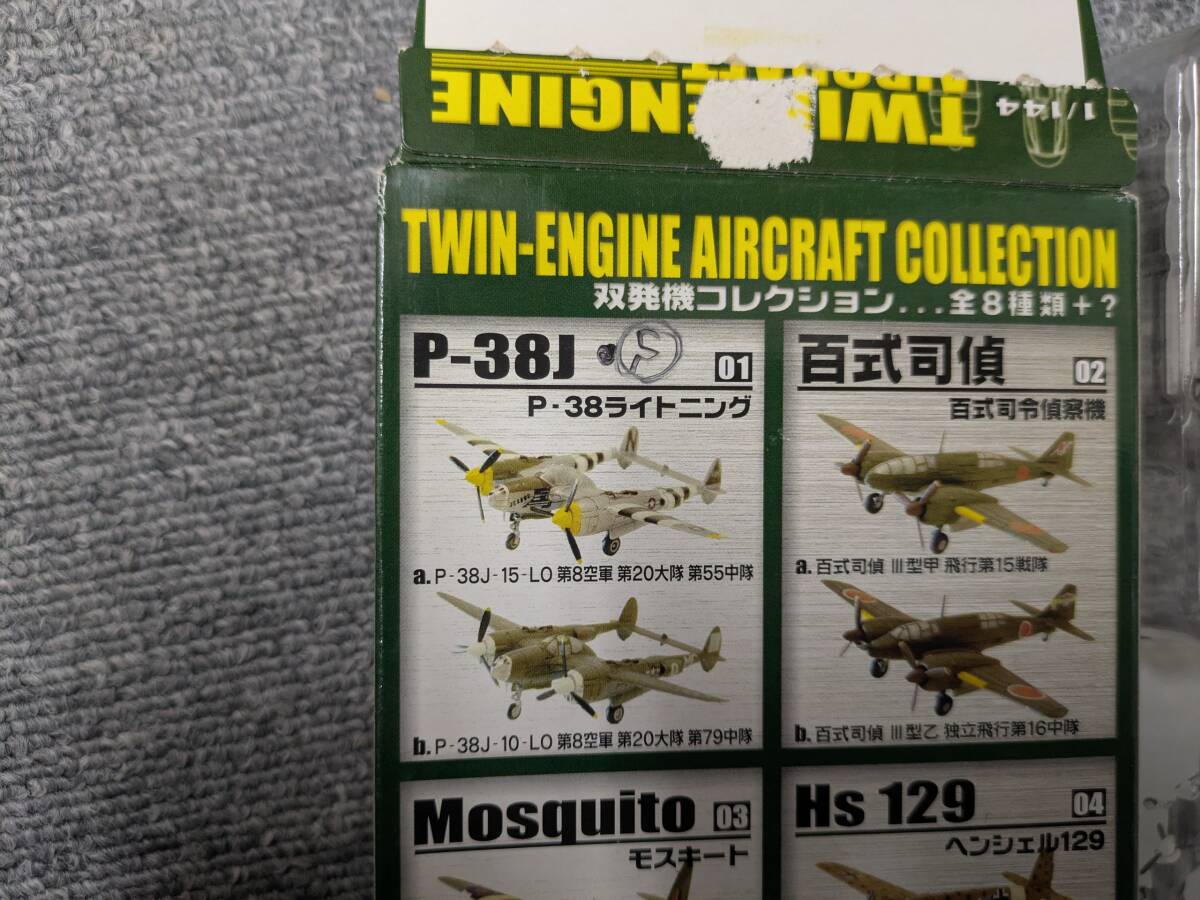 1/144
TWIN-ENGINE
AIRCRAFT
TWIN-ENGINE AIRCRAFT COLLECTION
双発機コレクション...全8種類+?
P-38J
01
P-38ライトニング
a.P-38J-15-LO 第8空軍 第20大隊 第55中隊
b.P-38J-10-LO 第8空軍 第20大隊 第79中隊
百式司偵
02
百式司令偵察機
a.百式司偵 III型甲 飛行第15戦隊
b.百式司偵 III型乙 独立飛行第16中隊
Mosquito
03
モスキート
Hs 129
04
ヘンシェル129